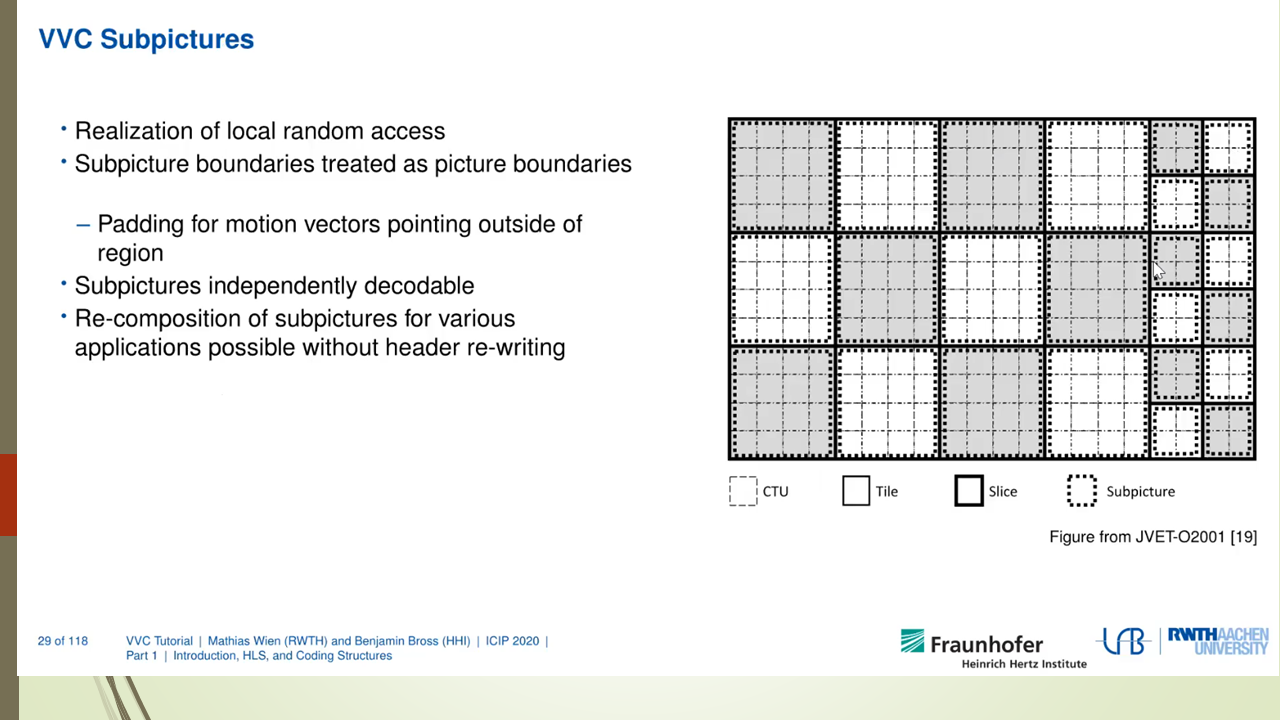 VVC Subpictures
• Realization of local random access
• Subpicture boundaries treated as picture boundaries
– Padding for motion vectors pointing outside of
region
• Subpictures independently decodable
• Re-composition of subpictures for various
applications possible without header re-writing
CTU
Tile
Slice
Subpicture
Figure from JVET-O2001 [19]
29 of 118
VVC Tutorial | Mathias Wien (RWTH) and Benjamin Bross (HHI) | ICIP 2020 |
Part 1 | Introduction, HLS, and Coding Structures
Fraunhofer
Heinrich Hertz Institute
LfB
RWTHAACHEN
UNIVERSITY